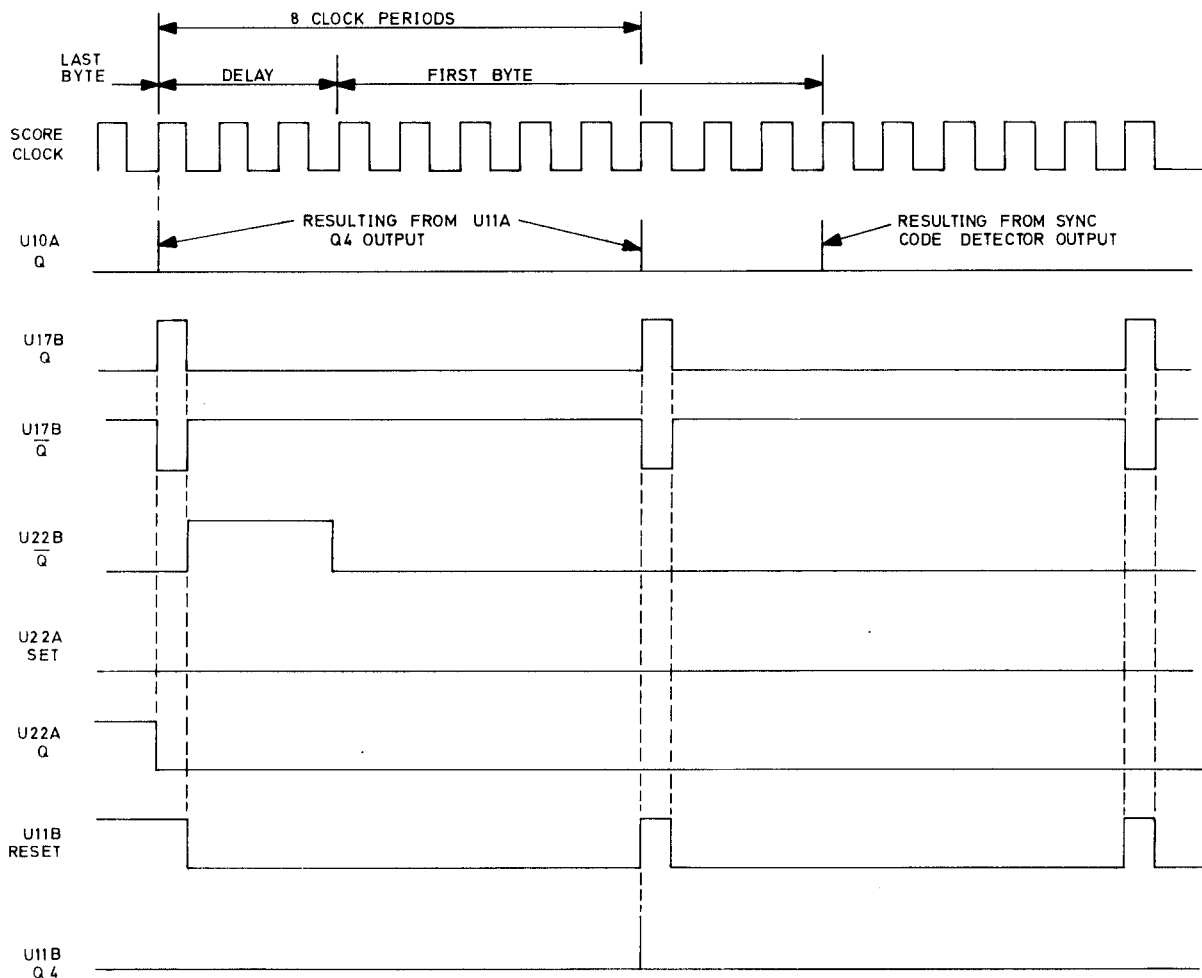 8 CLOCK PERIODS
LAST
BYTE
DELAY
FIRST BYTE
SCORE
CLOCK
RESULTING FROM U11A
Q4 OUTPUT
RESULTING FROM SYNC
CODE DETECTOR OUTPUT
U10A
Q
U17B
Q
U17B
Q̅
U22B
Q̅
U22A
SET
U22A
Q
U11B
RESET
U11B
Q4